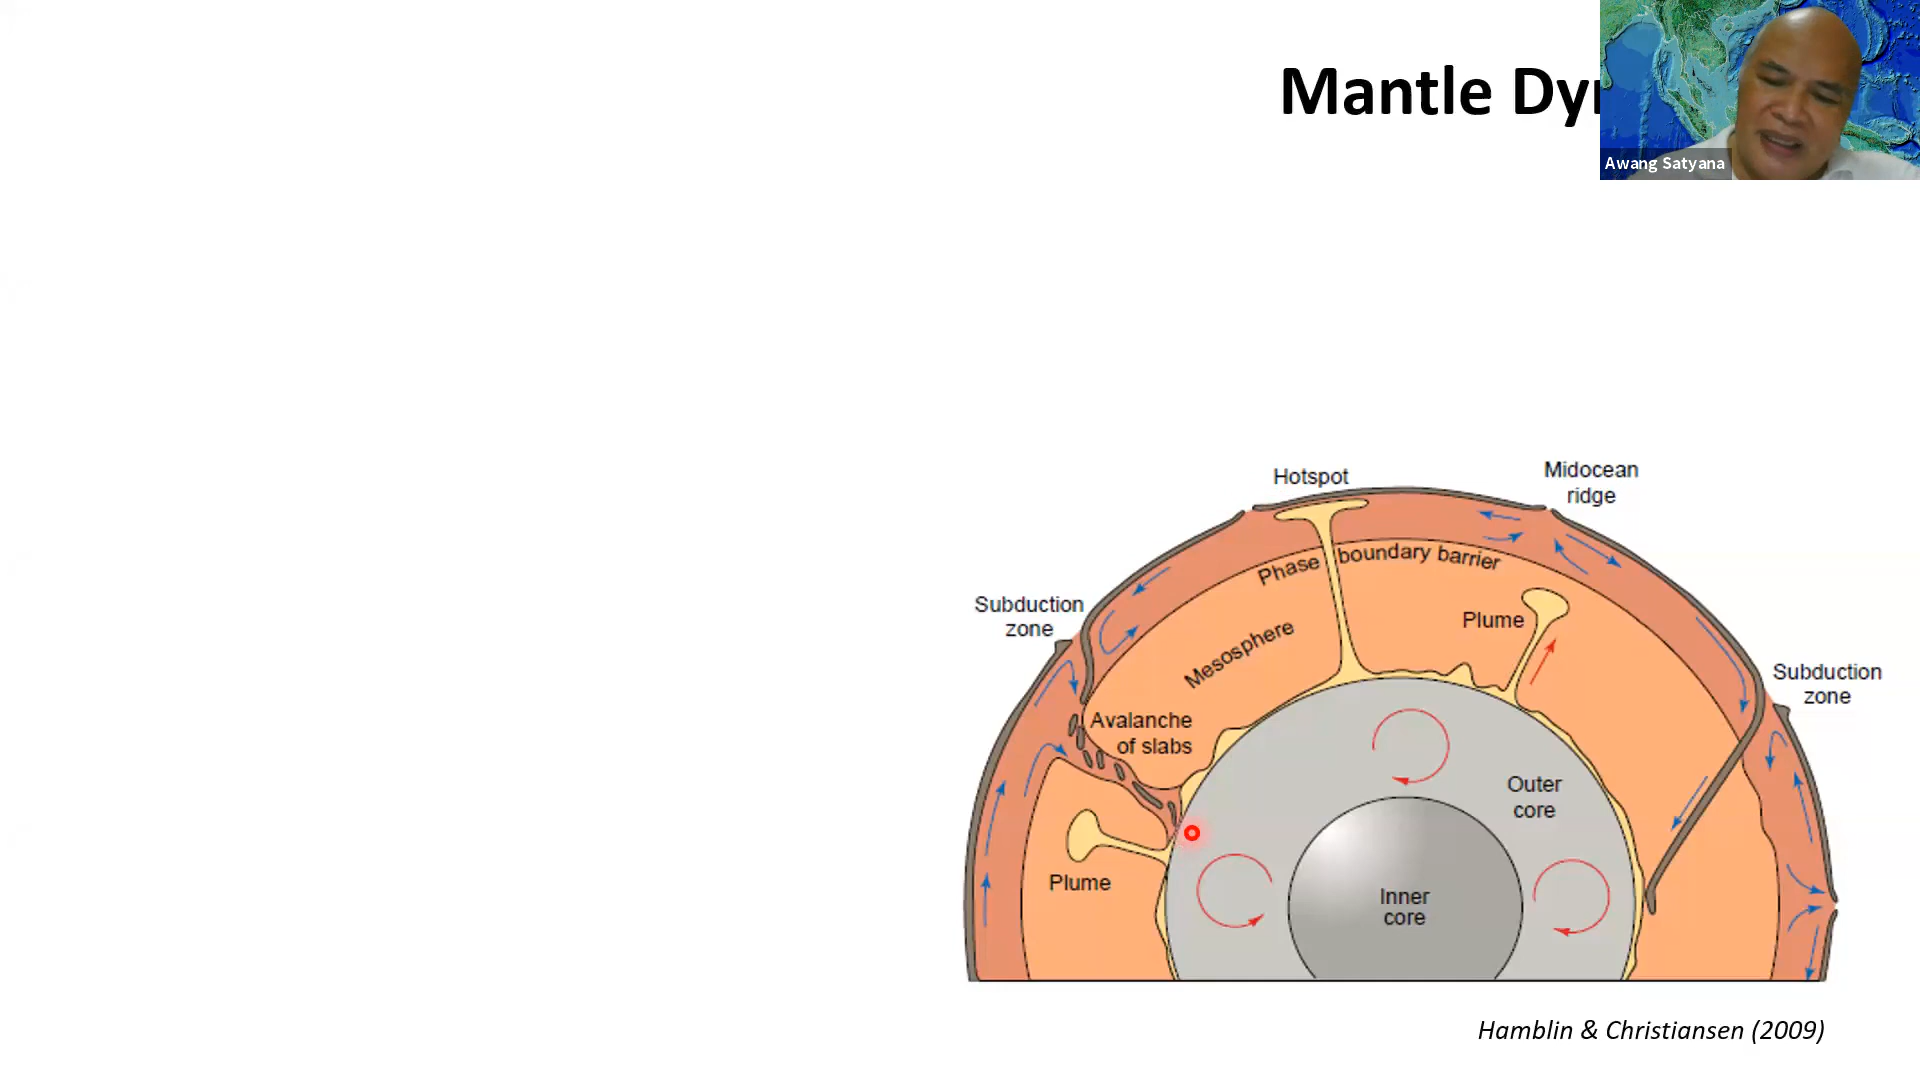 Mantle
Awang Satyana
Hotspot
Midocean
ridge
Phase boundary barrier
Subduction
zone
Plume
Mesosphere
Subduction
zone
Avalanche
of slabs
Outer
core
Plume
Inner
core
Hamblin & Christiansen (2009)